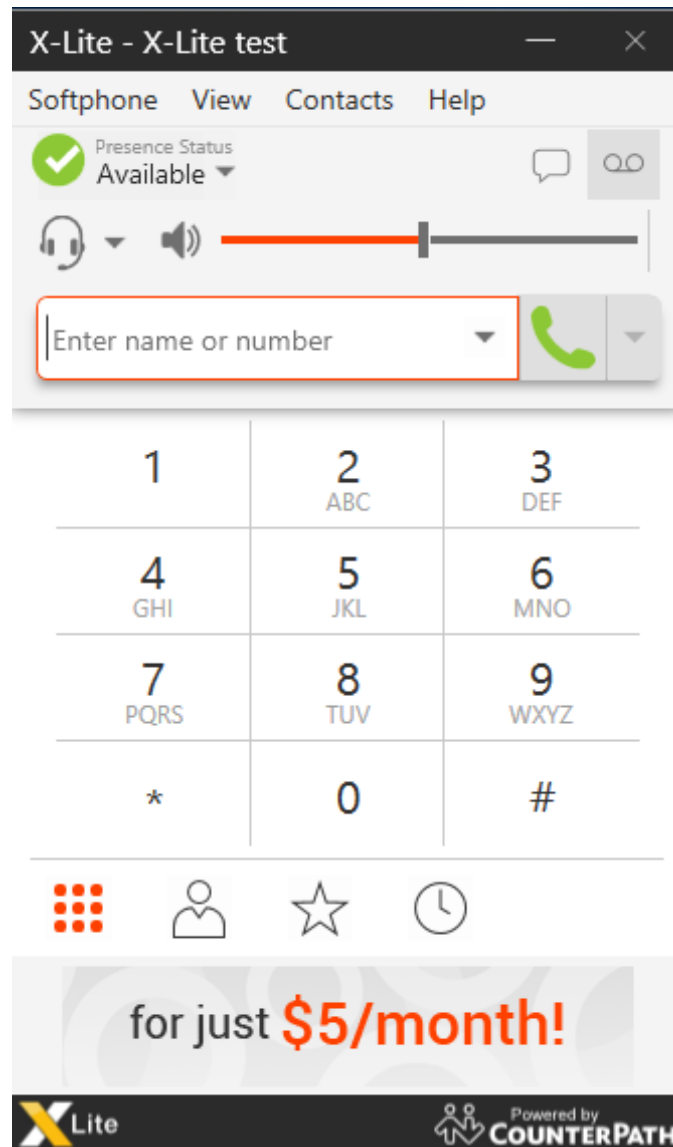 X-Lite - X-Lite test
Softphone View Contacts Help
Presence Status
Available
Enter name or number
1 2 3
ABC DEF
4 5 6
GHI JKL MNO
7 8 9
PQRS TUV WXYZ
* 0 #
for just $5/month!
X Lite
Powered by
COUNTERPATH